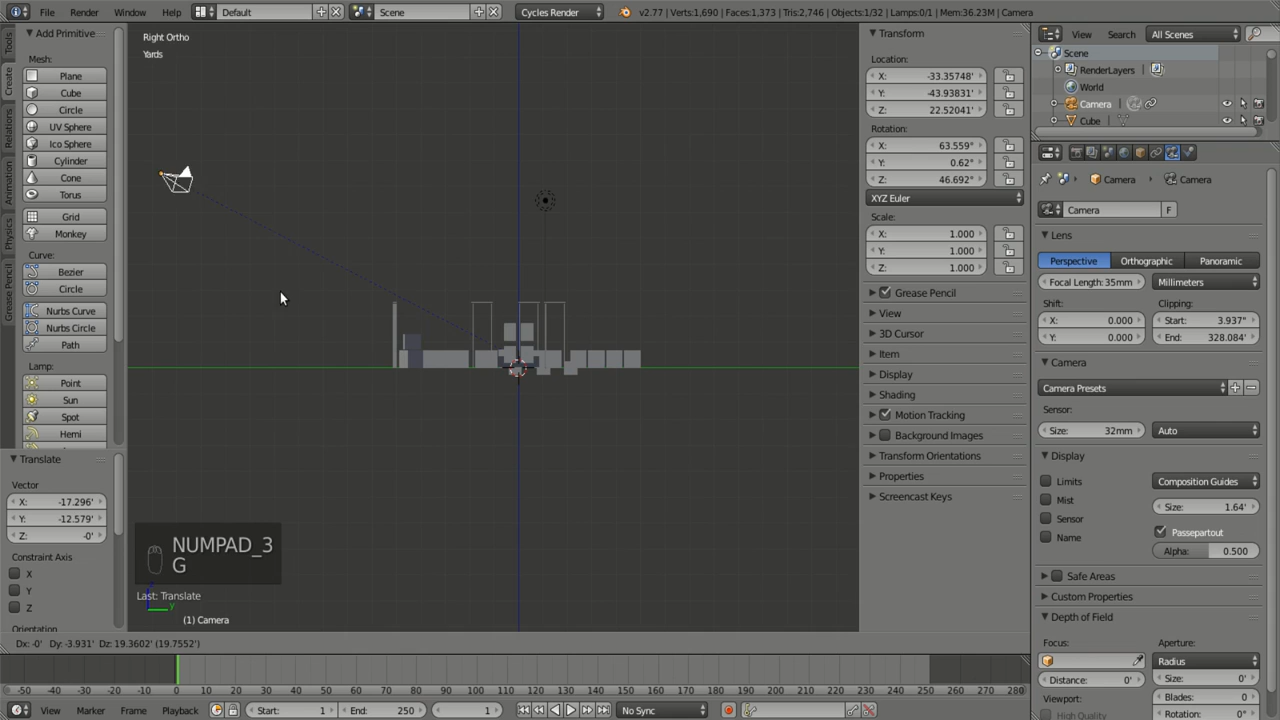 File Render Window Help Default Scene Cycles Render v2.77 | Verts:1,690 | Faces:1,373 | Tris:2,746 | Objects:1/32 | Lamps:0/1 | Mem:36.23M | Camera
Tools
Create
Relations
Animation
Physics
Grease Pencil
Add Primitive
Mesh:
Plane
Cube
Circle
UV Sphere
Ico Sphere
Cylinder
Cone
Torus
Grid
Monkey
Curve:
Bezier
Circle
Nurbs Curve
Nurbs Circle
Path
Lamp:
Point
Sun
Spot
Hemi
Translate
Vector
X: -17.296'
Y: -12.579'
Z: -0'
Constraint Axis
X
Y
Z
Orientation
Right Ortho
Yards
NUMPAD_3
G
Last: Translate
y
(1) Camera
Dx: -0' Dy: -3.931' Dz: 19.3602' (19.7552')
Transform
Location:
X: -33.35748'
Y: -43.93831'
Z: 22.52041'
Rotation:
X: 63.559°
Y: 0.62°
Z: 46.692°
XYZ Euler
Scale:
X: 1.000
Y: 1.000
Z: 1.000
Grease Pencil
View
3D Cursor
Item
Display
Shading
Motion Tracking
Background Images
Transform Orientations
Properties
Screencast Keys
View Search All Scenes
Scene
RenderLayers
World
Camera
Cube
Camera Camera
Camera F
Lens
Perspective Orthographic Panoramic
Focal Length: 35mm Millimeters
Shift: Clipping:
X: 0.000 Start: 3.937"
Y: 0.000 End: 328.084'
Camera
Camera Presets
Sensor:
Size: 32mm Auto
Display
Limits Composition Guides
Mist Size: 1.64'
Sensor Passepartout
Name Alpha: 0.500
Safe Areas
Custom Properties
Depth of Field
Focus: Aperture:
Radius
Distance: 0' Size: 0'
Viewport: Blades: 0
High Quality Rotation: 0°
-50 -40 -30 -20 -10 0 10 20 30 40 50 60 70 80 90 100 110 120 130 140 150 160 170 180 190 200 210 220 230 240 250 260 270 280
View Marker Frame Playback Start: 1 End: 250 1 No Sync